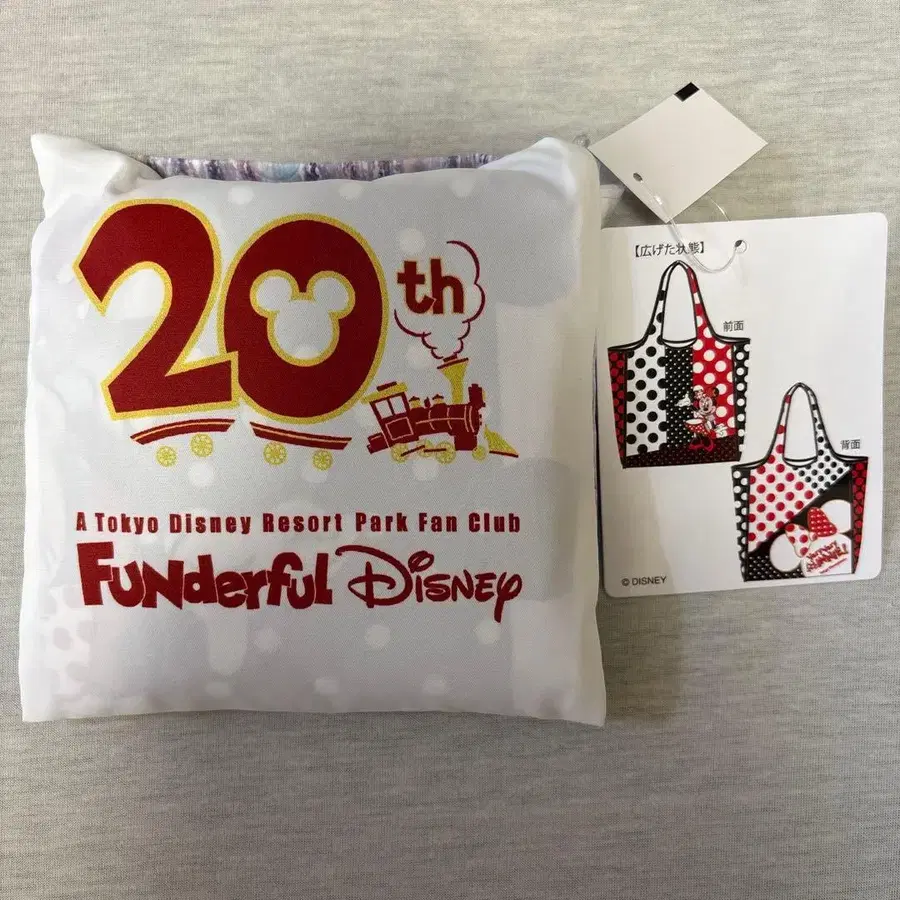 20th
A Tokyo Disney Resort Park Fan Club
FUNderful Disney
【広げた状態】
前面
背面
© DISNEY